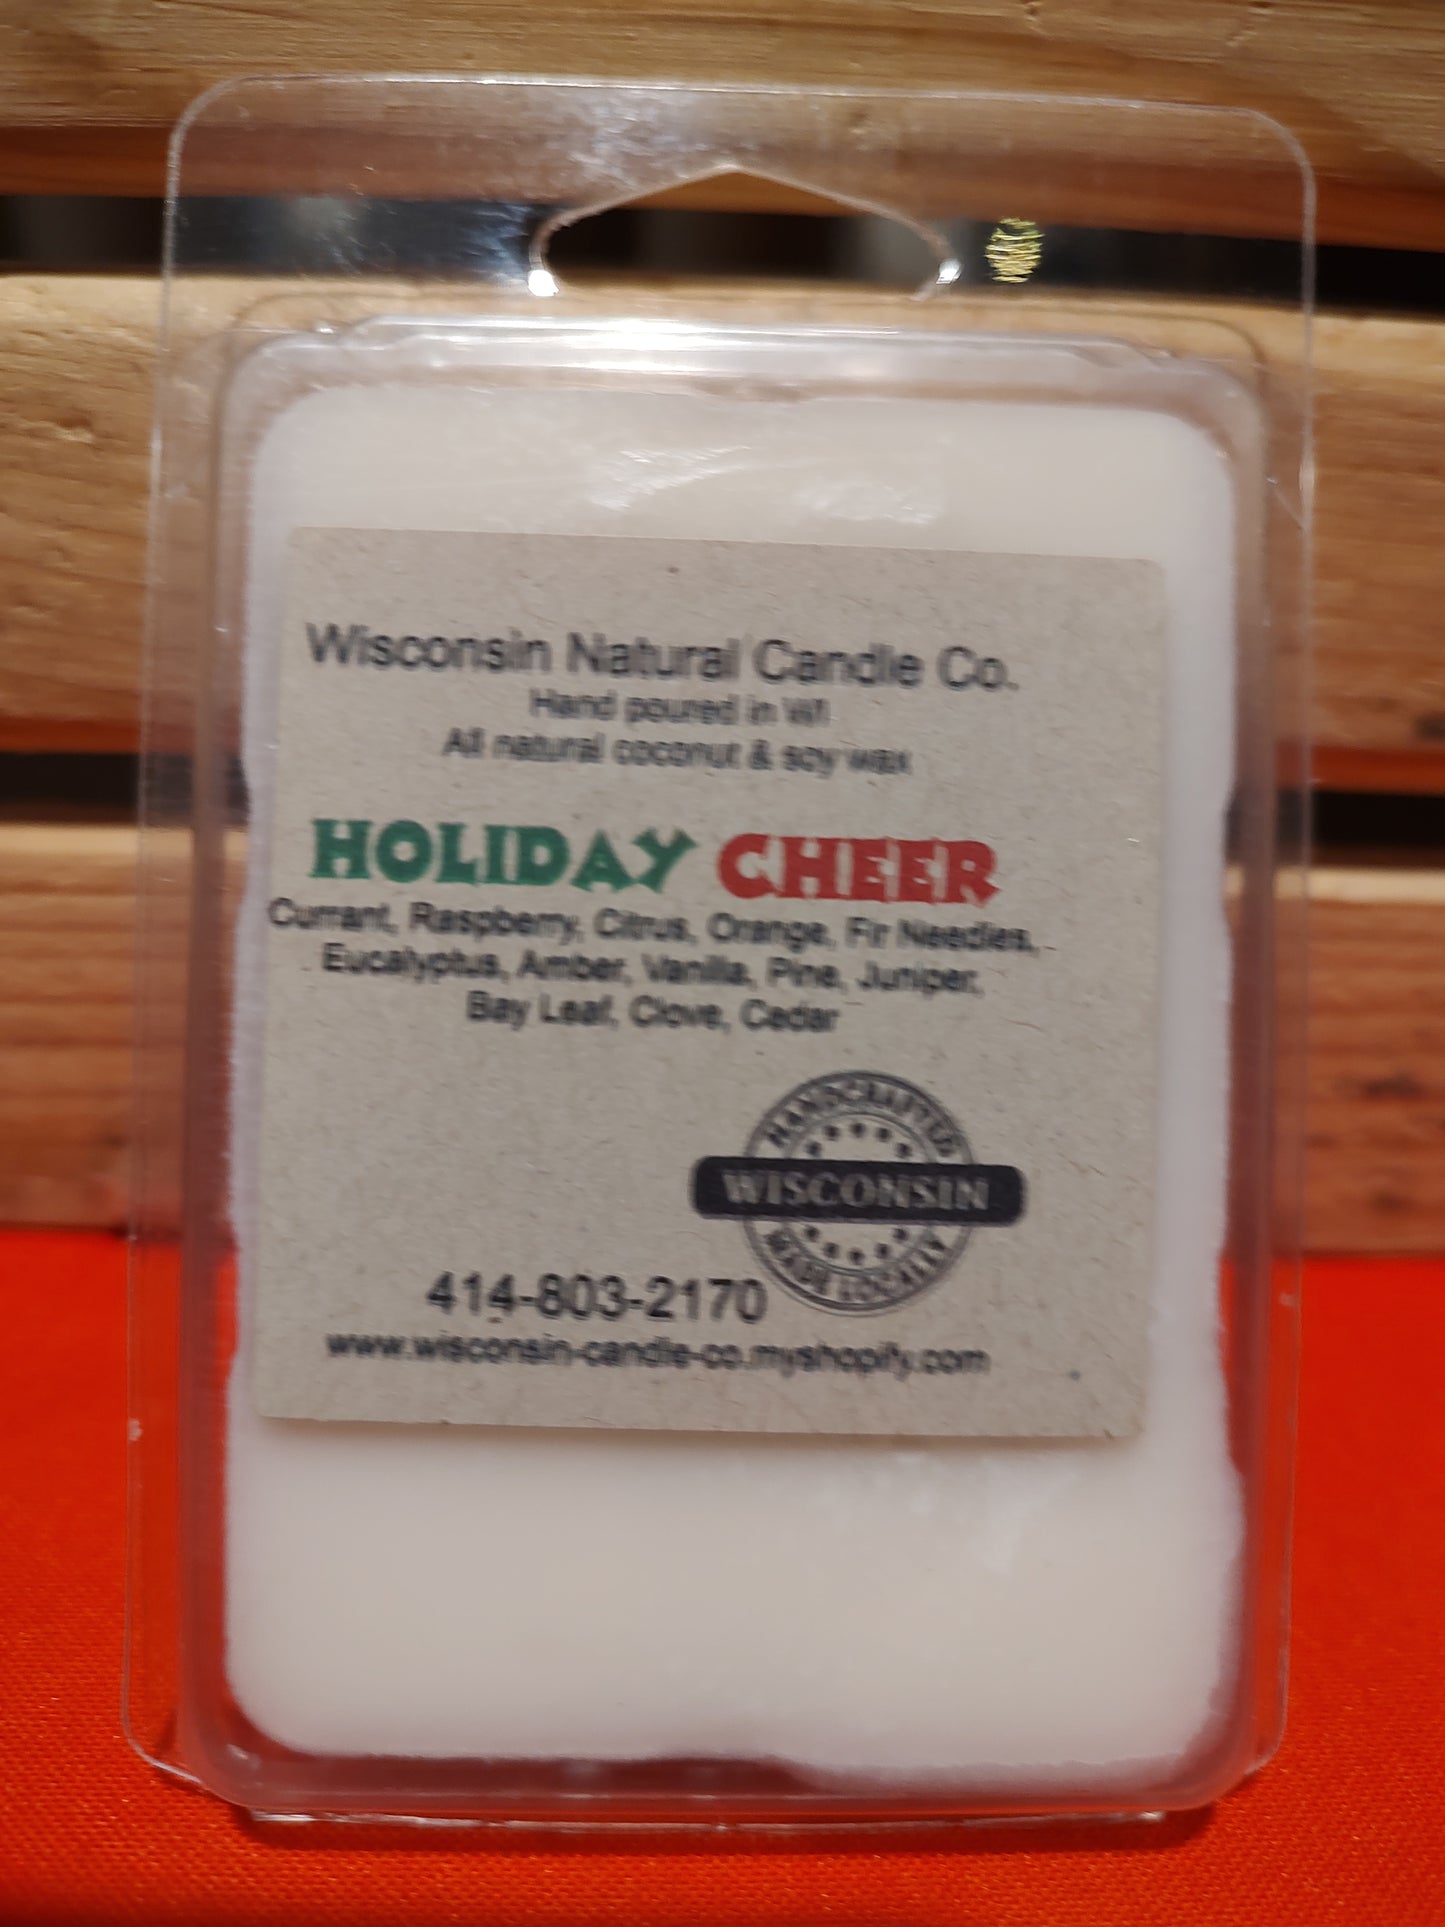 Wisconsin Natural Candle Co.
Hand poured in WI
All natural coconut & soy wax
HOLIDAY CHEER
Currant, Raspberry, Citrus, Orange, Fir Needles,
Eucalyptus, Amber, Vanilla, Pine, Juniper,
Bay Leaf, Clove, Cedar
HANDCRAFTED
WISCONSIN
MADE LOCALLY
414-803-2170
www.wisconsin-candle-co.myshopify.com